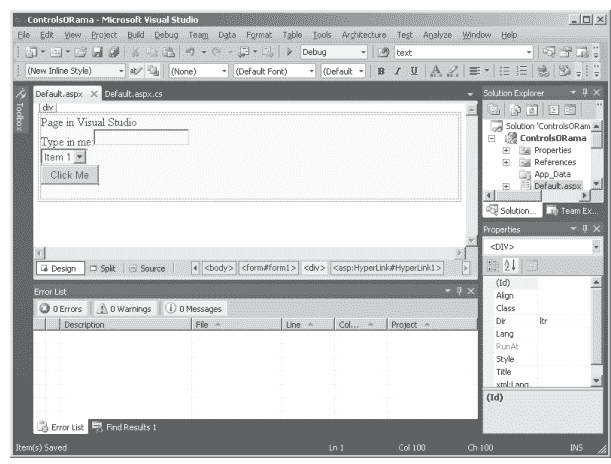 ControlsORama - Microsoft Visual Studio
File Edit View Project Build Debug Team Data Format Table Tools Architecture Test Analyze Window Help
Debug text
(New Inline Style) (None) (Default Font) (Default B I U A
Toolbox
Default.aspx × Default.aspx.cs
div
Page in Visual Studio
Type in me:
Item 1
Click Me
Design Split Source <body> <form#form1> <div> <asp:HyperLink#HyperLink1>
Solution Explorer
Solution 'ControlsORam
ControlsORama
Properties
References
App_Data
Default.aspx
Solution... Team Ex...
Properties
<DIV>
(Id)
Align
Class
Dir ltr
Lang
RunAt
Style
Title
xml:Lang
(Id)
Error List
0 Errors 0 Warnings 0 Messages
Description File Line Col... Project
Error List Find Results 1
Item(s) Saved Ln 1 Col 100 Ch 100 INS